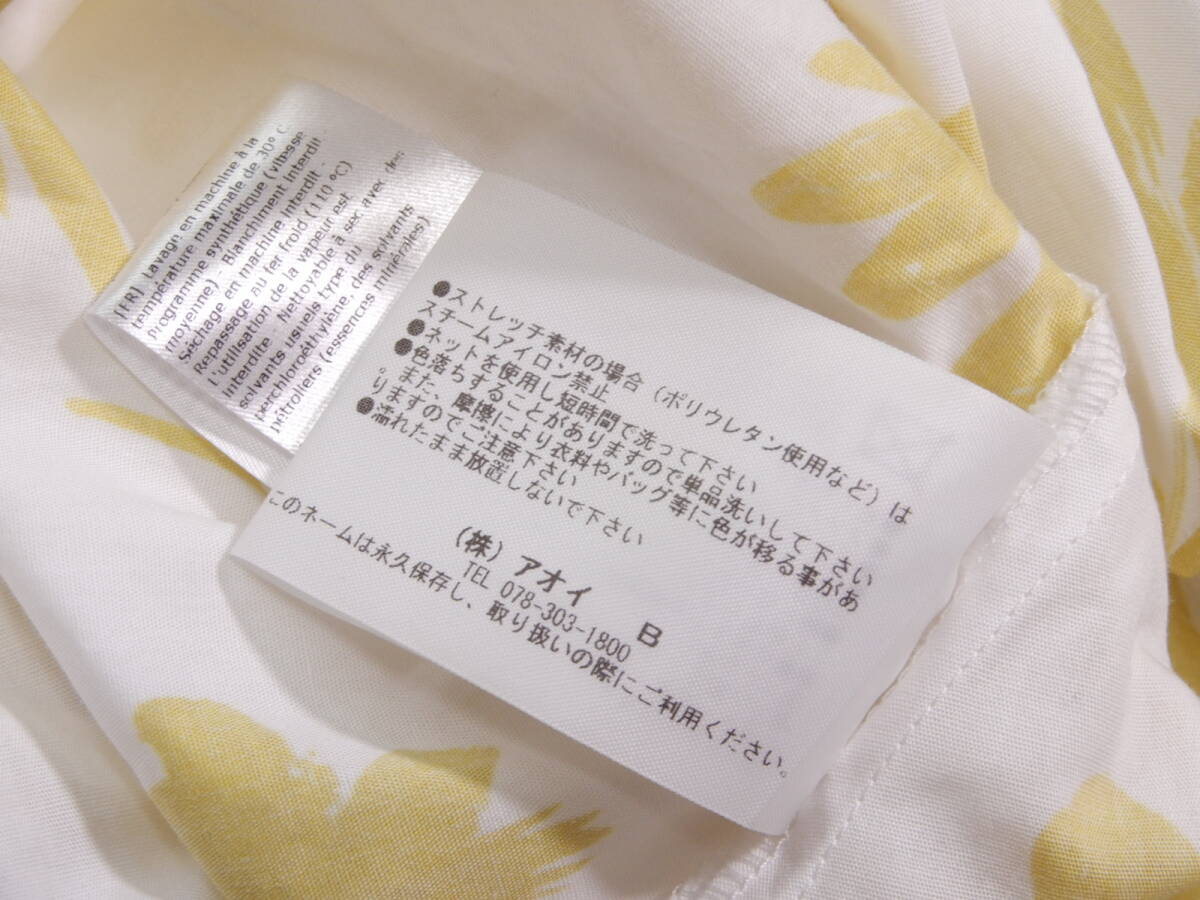 [FR] Lavage en machine à la
température maximale de 30° C
Programme synthétique (vitesse
moyenne) . Blanchiment interdit .
Séchage en machine interdit .
Repassage au fer froid (110 °C)
L'utilisation de la vapeur est
interdite . Nettoyable à sec avec des
solvants usuels type du
perchloroéthylène, des solvants
pétroliers (essences minérales)
●ストレッチ素材の場合（ポリウレタン使用など）は
スチームアイロン禁止
●ネットを使用し短時間で洗って下さい
●色落ちすることがありますので単品洗いして下さい
また、摩擦により衣料やバッグ等に色が移る事があ
りますのでご注意下さい
●濡れたまま放置しないで下さい
（株）アオイ B
TEL 078-303-1800
このネームは永久保存し、取り扱いの際にご利用ください。